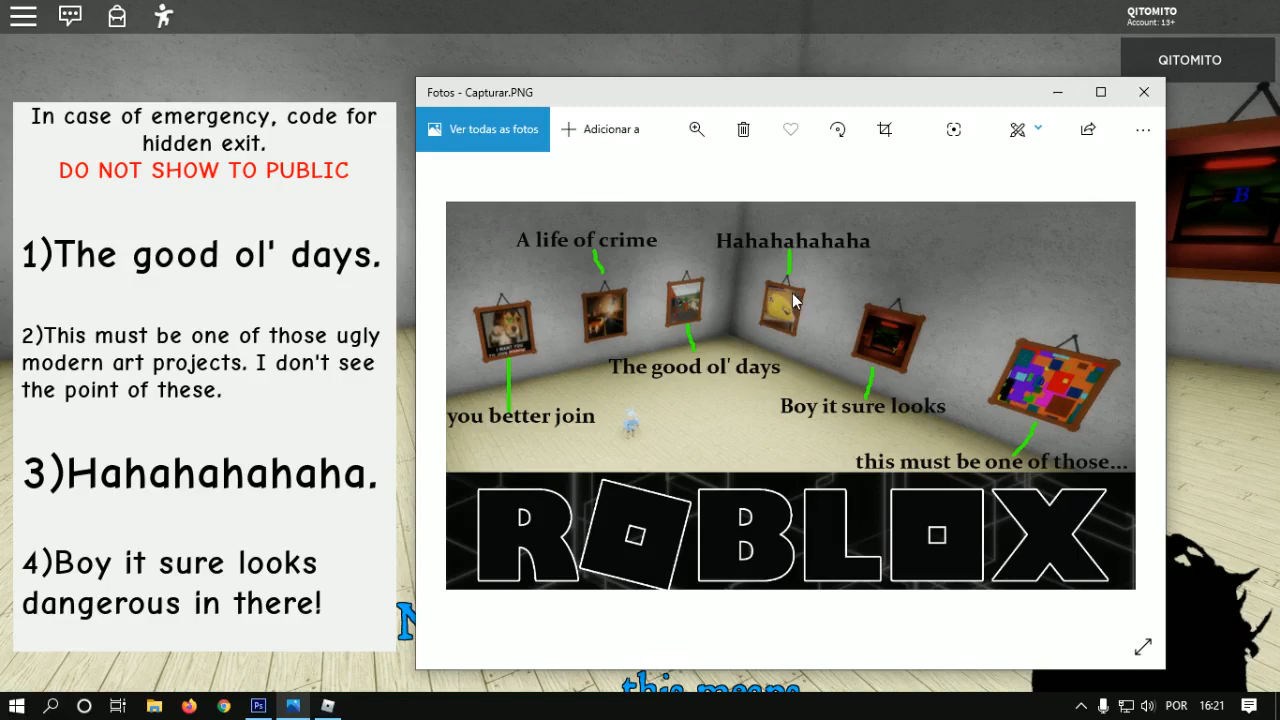 QITOMITO
Account: 13+
QITOMITO
In case of emergency, code for
hidden exit.
DO NOT SHOW TO PUBLIC
1)The good ol' days.
2)This must be one of those ugly
modern art projects. I don't see
the point of these.
3)Hahahahahaha.
4)Boy it sure looks
dangerous in there!
Fotos - Capturar.PNG
Ver todas as fotos
Adicionar a
A life of crime
Hahahahahaha
The good ol' days
you better join
Boy it sure looks
this must be one of those...
ROBLOX
B
this means
POR
16:21